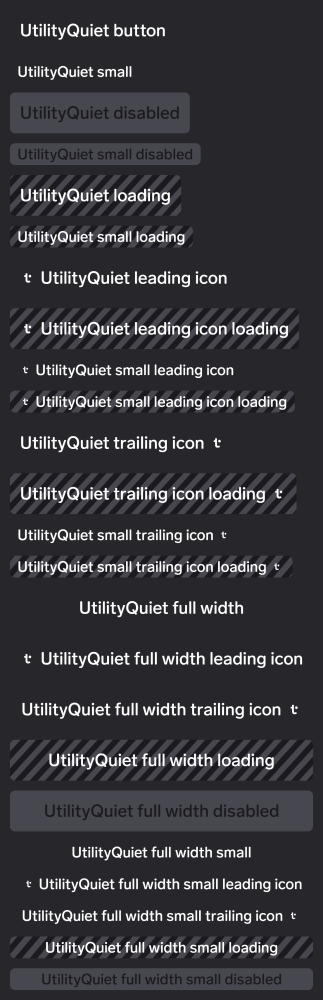 UtilityQuiet button
UtilityQuiet small
UtilityQuiet disabled
UtilityQuiet small disabled
UtilityQuiet loading
UtilityQuiet small loading
UtilityQuiet leading icon
UtilityQuiet leading icon loading
UtilityQuiet small leading icon
UtilityQuiet small leading icon loading
UtilityQuiet trailing icon
UtilityQuiet trailing icon loading
UtilityQuiet small trailing icon
UtilityQuiet small trailing icon loading
UtilityQuiet full width
UtilityQuiet full width leading icon
UtilityQuiet full width trailing icon
UtilityQuiet full width loading
UtilityQuiet full width disabled
UtilityQuiet full width small
UtilityQuiet full width small leading icon
UtilityQuiet full width small trailing icon
UtilityQuiet full width small loading
UtilityQuiet full width small disabled